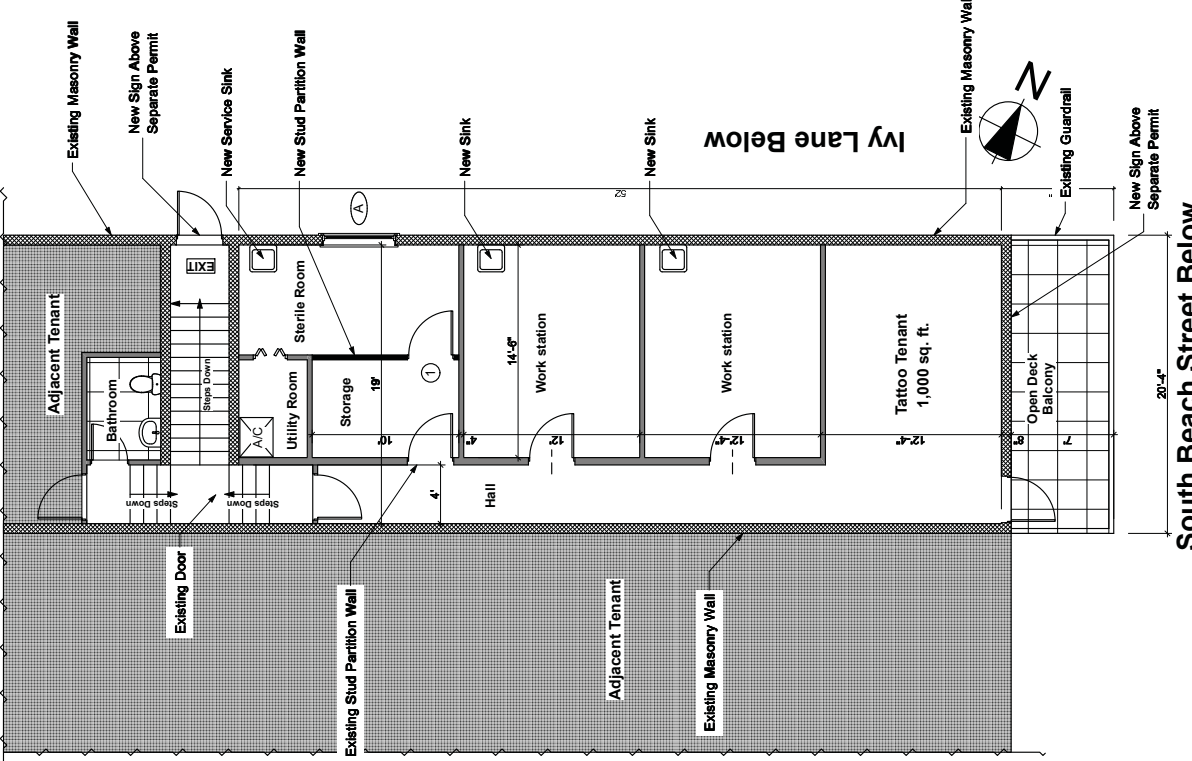 Existing Masonry Wall
New Sign Above
Separate Permit
New Service Sink
New Stud Partition Wall
New Sink
New Sink
Ivy Lane Below
Existing Masonry Wall
N
Existing Guardrail
New Sign Above
Separate Permit
52
A
Adjacent Tenant
Bathroom
EXIT
Steps Down
Sterile Room
Utility Room
A/C
Storage
1
19'
10'
14'-6"
Work station
4"
12'
Work station
12'-4"
Tattoo Tenant
1,000 sq. ft.
12'-4"
Open Deck
Balcony
8"
7'
20'-4"
South Beach Street Below
Steps Down
Steps Down
4'
Hall
Existing Door
Existing Stud Partition Wall
Adjacent Tenant
Existing Masonry Wall